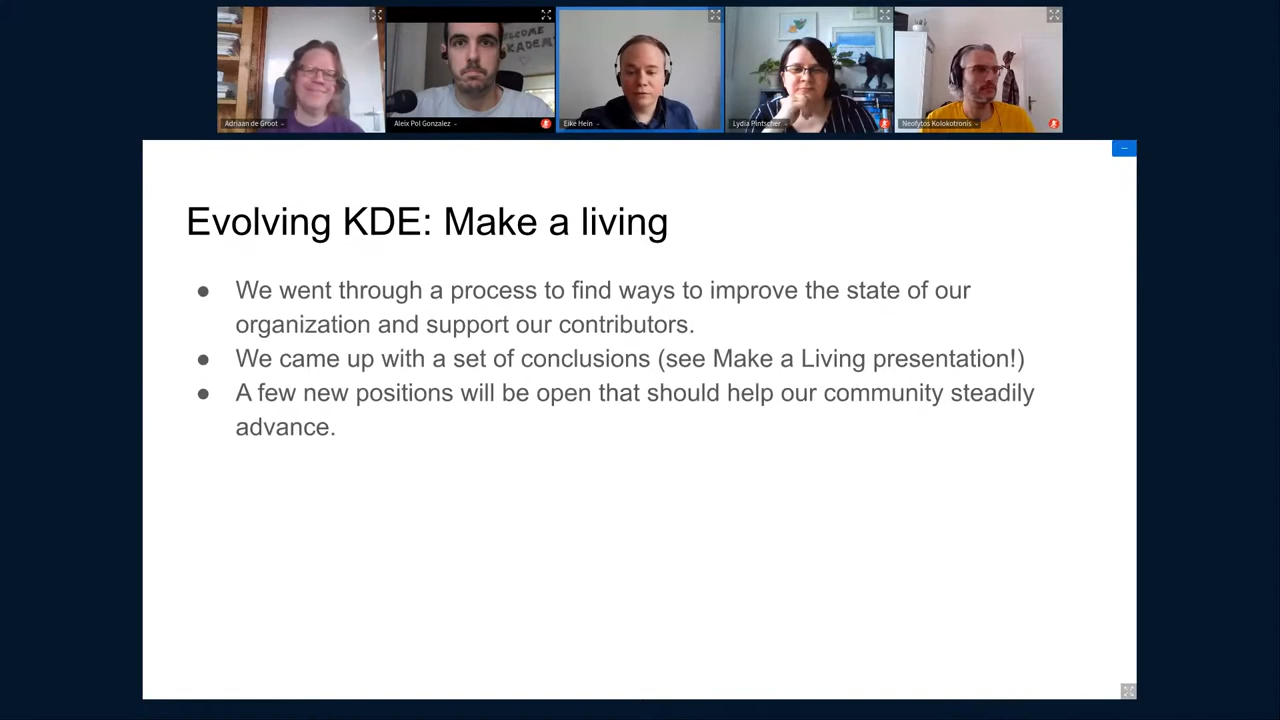 WELCOME
AKADEMY
Adriaan de Groot
Aleix Pol Gonzalez
Eike Hein
Lydia Pintscher
Neofytos Kolokotronis
Evolving KDE: Make a living
● We went through a process to find ways to improve the state of our
organization and support our contributors.
● We came up with a set of conclusions (see Make a Living presentation!)
● A few new positions will be open that should help our community steadily
advance.